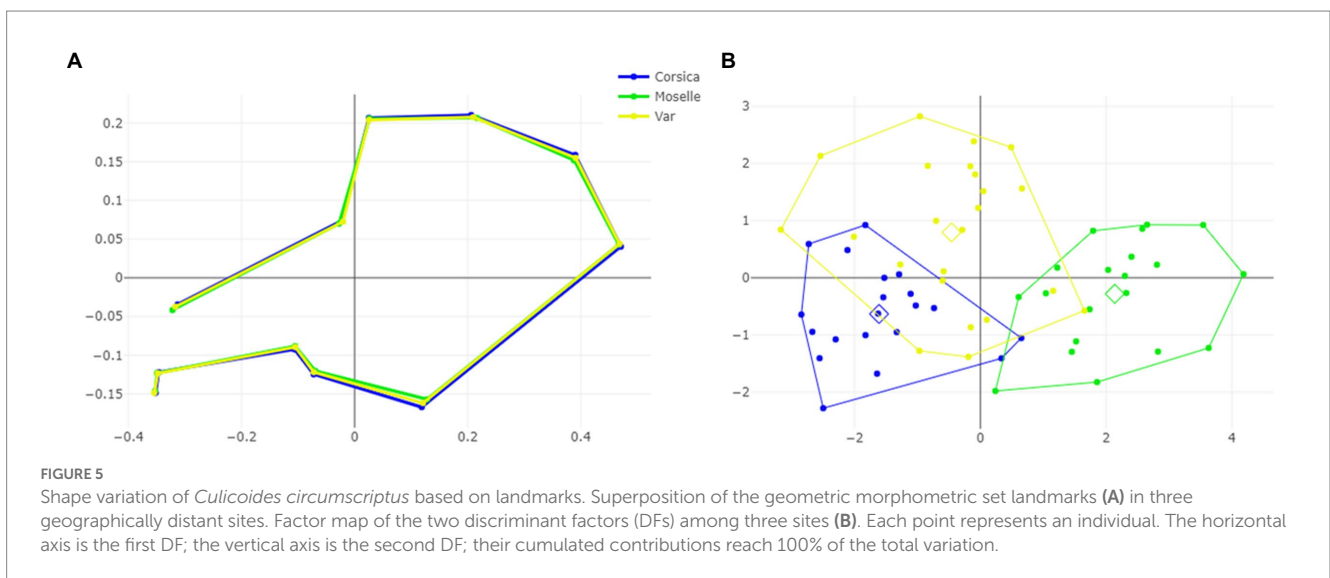 A
B
Corsica
Moselle
Var
0.2
0.15
0.1
0.05
0
−0.05
−0.1
−0.15
−0.4
−0.2
0
0.2
0.4
3
2
1
0
−1
−2
−2
0
2
4
FIGURE 5
Shape variation of Culicoides circumscriptus based on landmarks. Superposition of the geometric morphometric set landmarks (A) in three
geographically distant sites. Factor map of the two discriminant factors (DFs) among three sites (B). Each point represents an individual. The horizontal
axis is the first DF; the vertical axis is the second DF; their cumulated contributions reach 100% of the total variation.